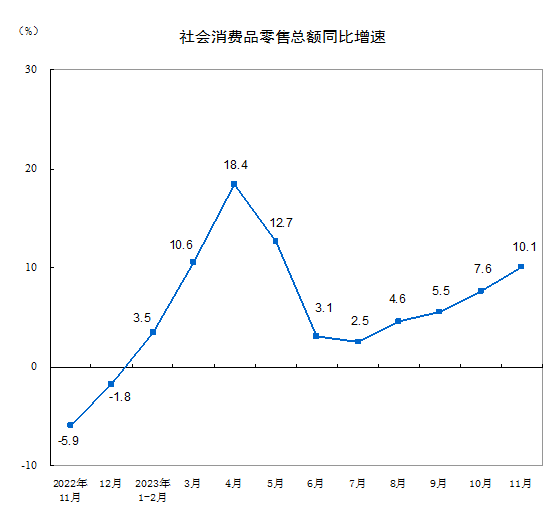 （%）
社会消费品零售总额同比增速
30
20
10
0
-10
-5.9
-1.8
3.5
10.6
18.4
12.7
3.1
2.5
4.6
5.5
7.6
10.1
2022年
11月
12月
2023年
1-2月
3月
4月
5月
6月
7月
8月
9月
10月
11月